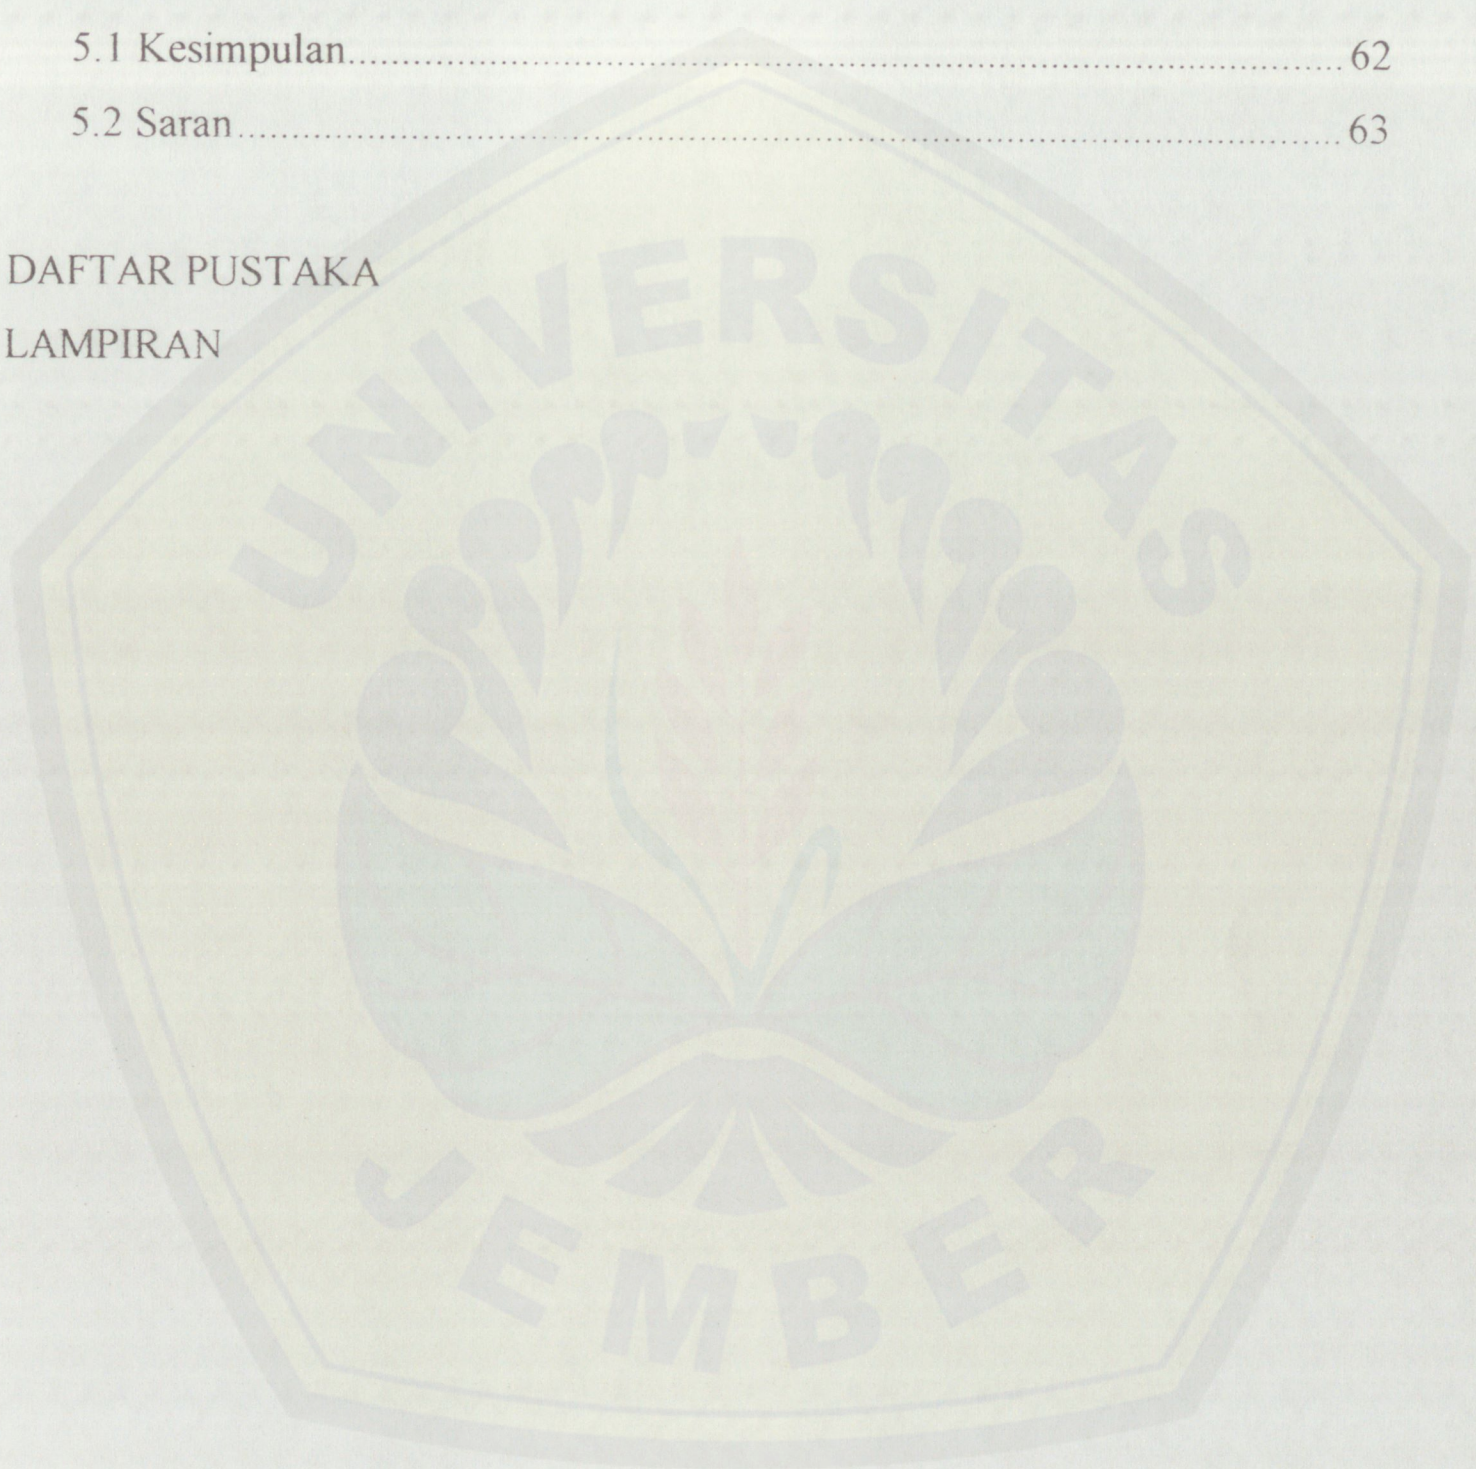 5.1 Kesimpulan........................................................................................ 62
5.2 Saran.................................................................................................. 63
DAFTAR PUSTAKA
LAMPIRAN
UNIVERSITAS
JEMBER